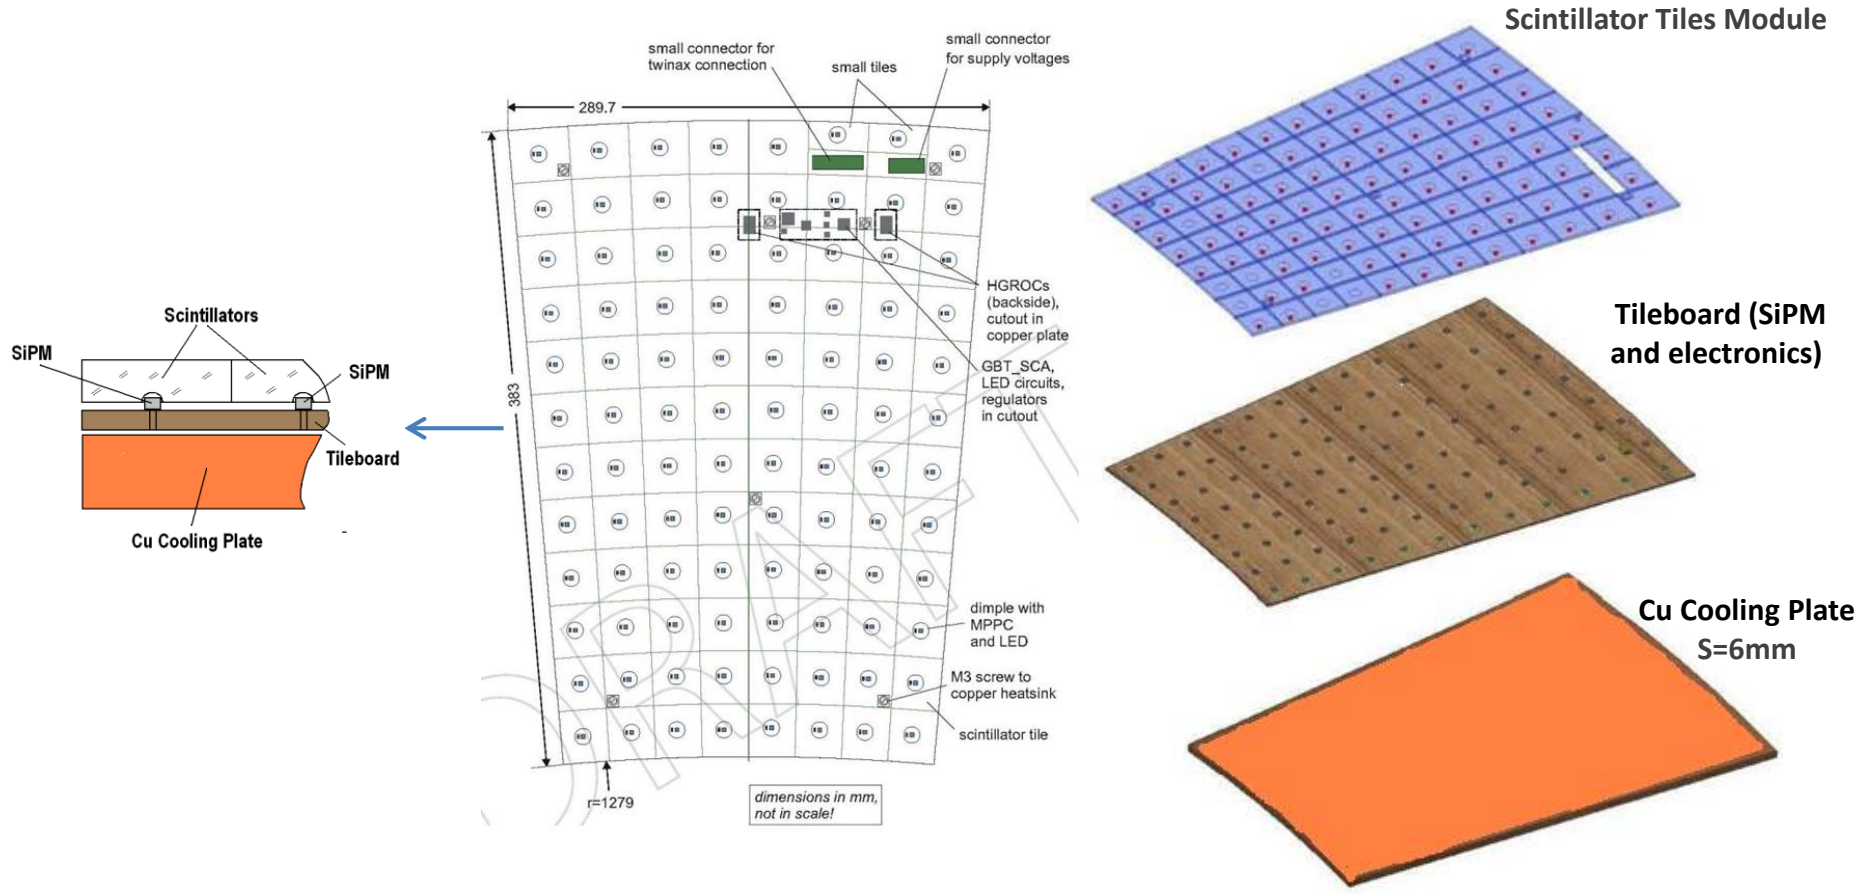 Scintillators
SiPM
SiPM
Tileboard
Cu Cooling Plate
small connector for
twinax connection
small tiles
small connector
for supply voltages
289.7
383
HGROCs
(backside),
cutout in
copper plate
GBT_SCA,
LED circuits,
regulators
in cutout
dimple with
MPPC
and LED
M3 screw to
copper heatsink
scintillator tile
r=1279
dimensions in mm,
not in scale!
DRAFT
Scintillator Tiles Module
Tileboard (SiPM
and electronics)
Cu Cooling Plate
S=6mm